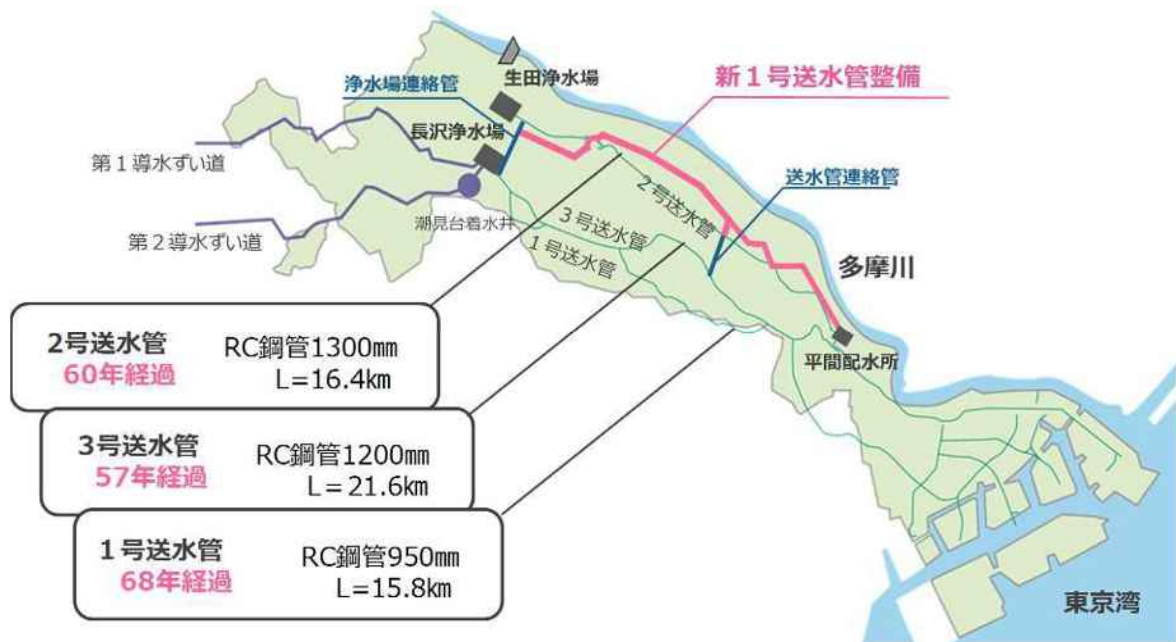 生田浄水場
浄水場連絡管
長沢浄水場
新1号送水管整備
第1導水ずい道
送水管連絡管
第2導水ずい道
潮見台着水井
2号送水管
3号送水管
1号送水管
多摩川
平間配水所
2号送水管 RC鋼管1300㎜
60年経過 L=16.4km
3号送水管 RC鋼管1200㎜
57年経過 L=21.6km
1号送水管 RC鋼管950㎜
68年経過 L=15.8km
東京湾